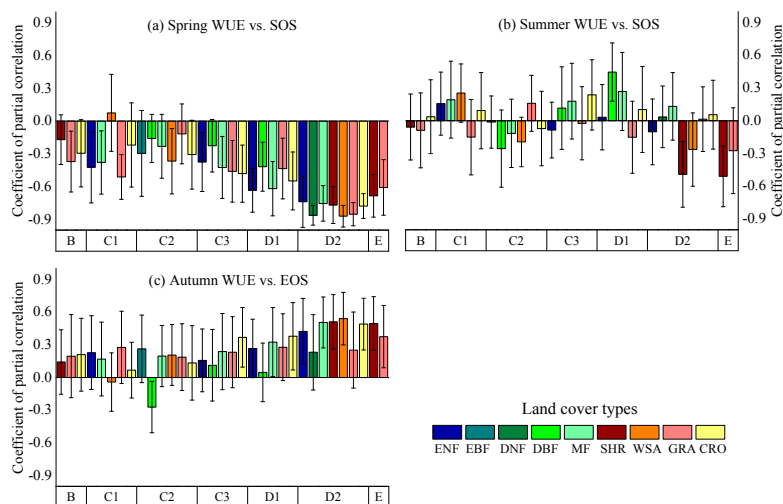 (a) Spring WUE vs. SOS
Coefficient of partial correlation
0.9
0.6
0.3
0.0
-0.3
-0.6
-0.9
B C1 C2 C3 D1 D2 E
(b) Summer WUE vs. SOS
0.9
0.6
0.3
0.0
-0.3
-0.6
-0.9
Coefficient of partial correlation
B C1 C2 C3 D1 D2 E
(c) Autumn WUE vs. EOS
Coefficient of partial correlation
0.9
0.6
0.3
0.0
-0.3
-0.6
-0.9
B C1 C2 C3 D1 D2 E
Land cover types
ENF EBF DNF DBF MF SHR WSA GRA CRO